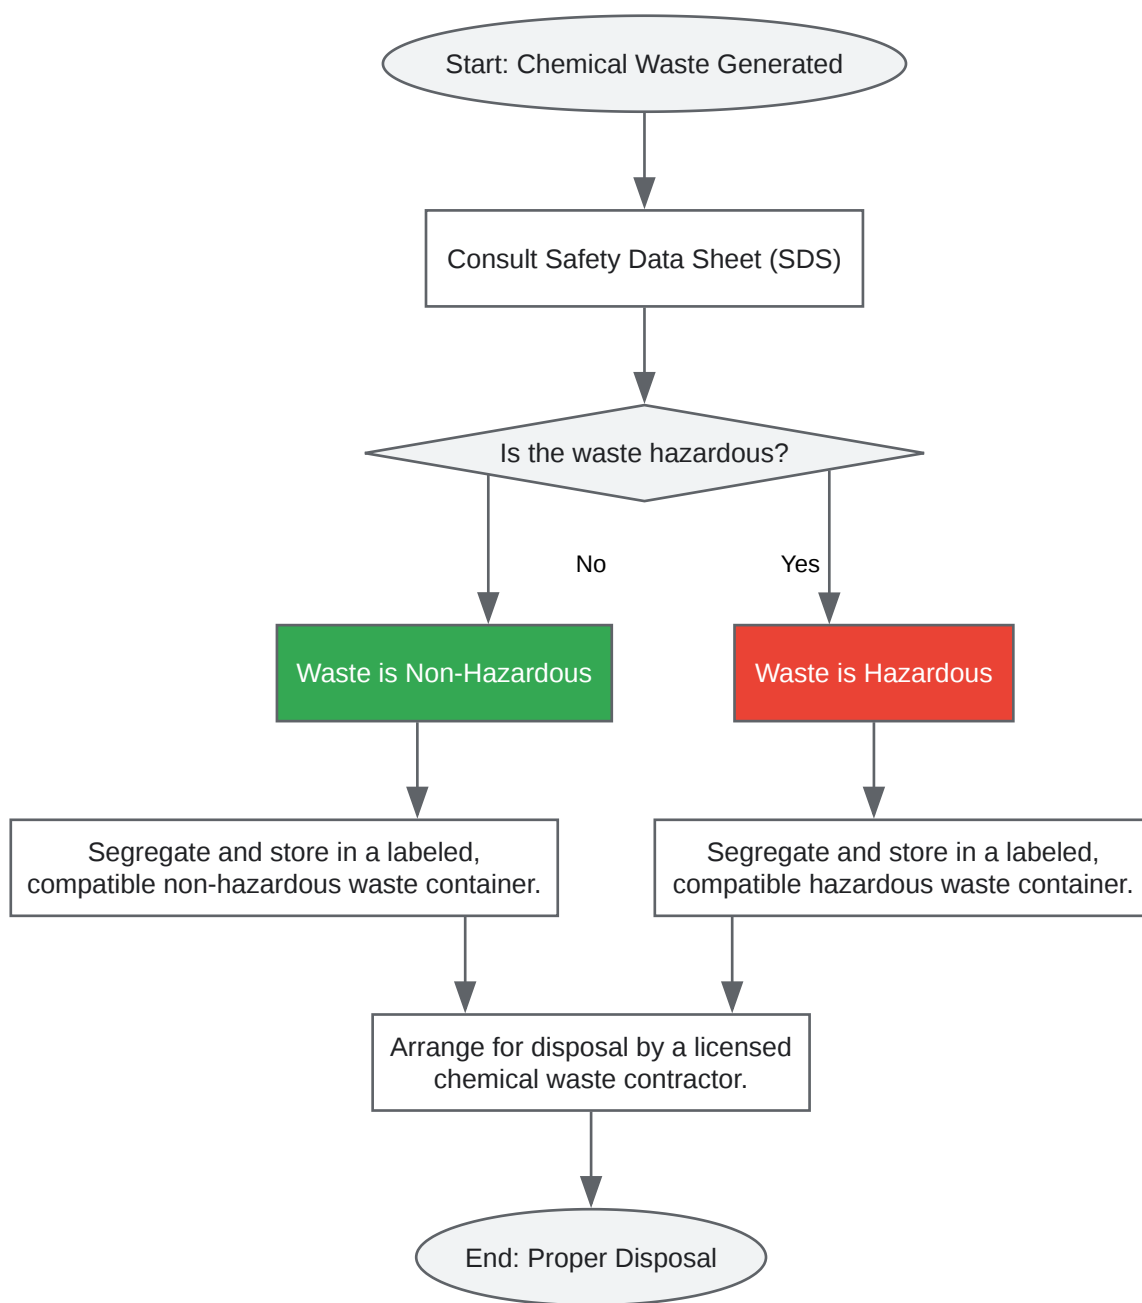 Start: Chemical Waste Generated
Consult Safety Data Sheet (SDS)
Is the waste hazardous?
No
Yes
Waste is Non-Hazardous
Waste is Hazardous
Segregate and store in a labeled,
compatible non-hazardous waste container.
Segregate and store in a labeled,
compatible hazardous waste container.
Arrange for disposal by a licensed
chemical waste contractor.
End: Proper Disposal